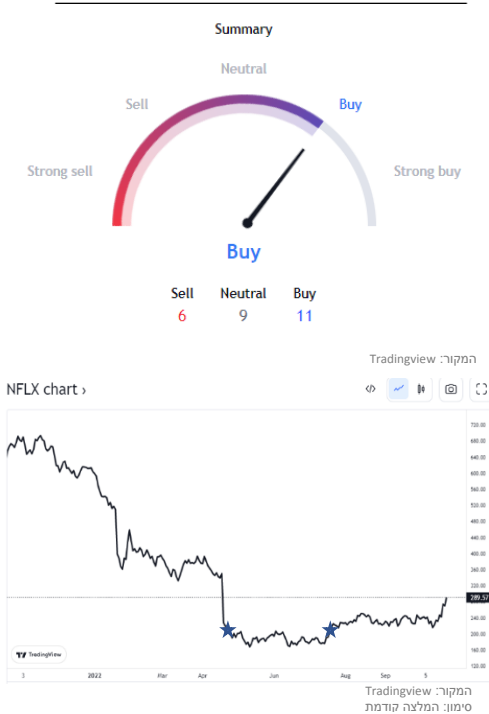 Summary
Neutral
Sell
Buy
Strong sell
Strong buy
Buy
Sell Neutral Buy
6 9 11
המקור: Tradingview
NFLX chart ›
720.00
680.00
640.00
600.00
560.00
520.00
480.00
440.00
400.00
360.00
320.00
289.57
240.00
200.00
160.00
120.00
TradingView
3 2022 Mar Apr Jun Aug Sep 5
המקור: Tradingview
סימון: המלצה קודמת